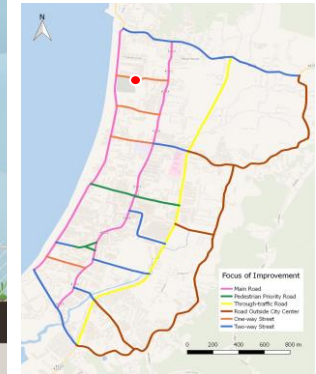 N
Focus of Improvement
Main Road
Pedestrian Priority Road
Through-traffic Road
Road Outside City Center
One-way Street
Two-way Street
0 200 400 600 800 m